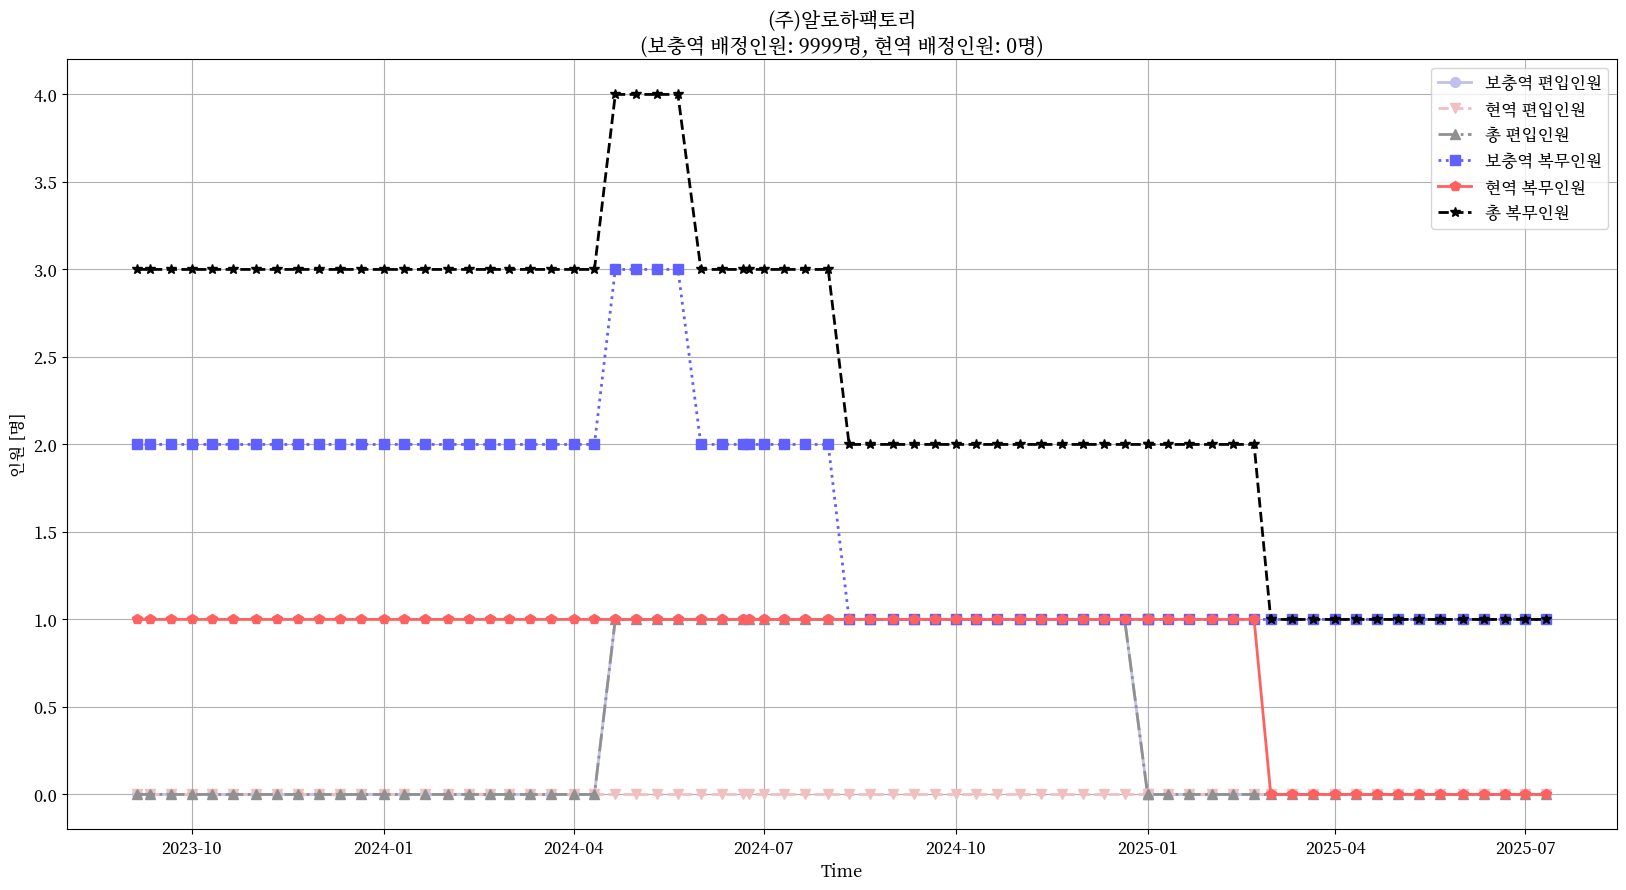 (주)알로하팩토리
(보충역 배정인원: 9999명, 현역 배정인원: 0명)
보충역 편입인원
현역 편입인원
총 편입인원
보충역 복무인원
현역 복무인원
총 복무인원
인원 [명]
4.0
3.5
3.0
2.5
2.0
1.5
1.0
0.5
0.0
2023-10
2024-01
2024-04
2024-07
2024-10
2025-01
2025-04
2025-07
Time